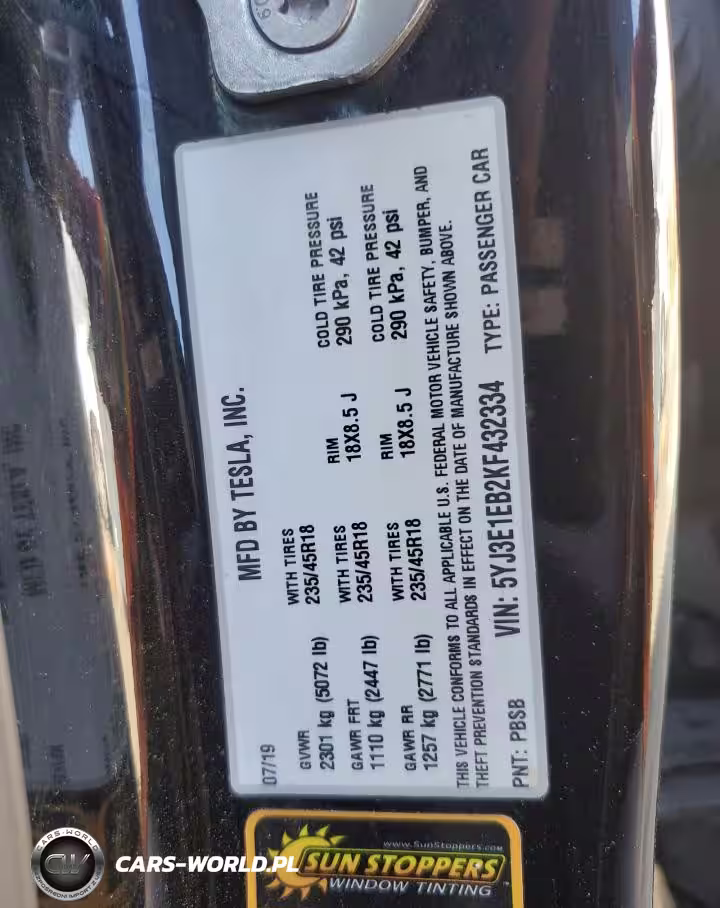 MFD BY TESLA, INC.
07/19
GVWR
2301 kg (5072 lb)
WITH TIRES
235/45R18
RIM
18X8.5 J
COLD TIRE PRESSURE
290 kPa, 42 psi
GAWR FRT
1110 kg (2447 lb)
WITH TIRES
235/45R18
RIM
18X8.5 J
COLD TIRE PRESSURE
290 kPa, 42 psi
GAWR RR
1257 kg (2771 lb)
WITH TIRES
235/45R18
THIS VEHICLE CONFORMS TO ALL APPLICABLE U.S. FEDERAL MOTOR VEHICLE SAFETY, BUMPER, AND
THEFT PREVENTION STANDARDS IN EFFECT ON THE DATE OF MANUFACTURE SHOWN ABOVE.
PNT: PBSB
VIN: 5YJ3E1EB2KF432334
TYPE: PASSENGER CAR
www.SunStoppers.com
SUN STOPPERS
WINDOW TINTING
CARS-WORLD
CW
CARS-WORLD.PL